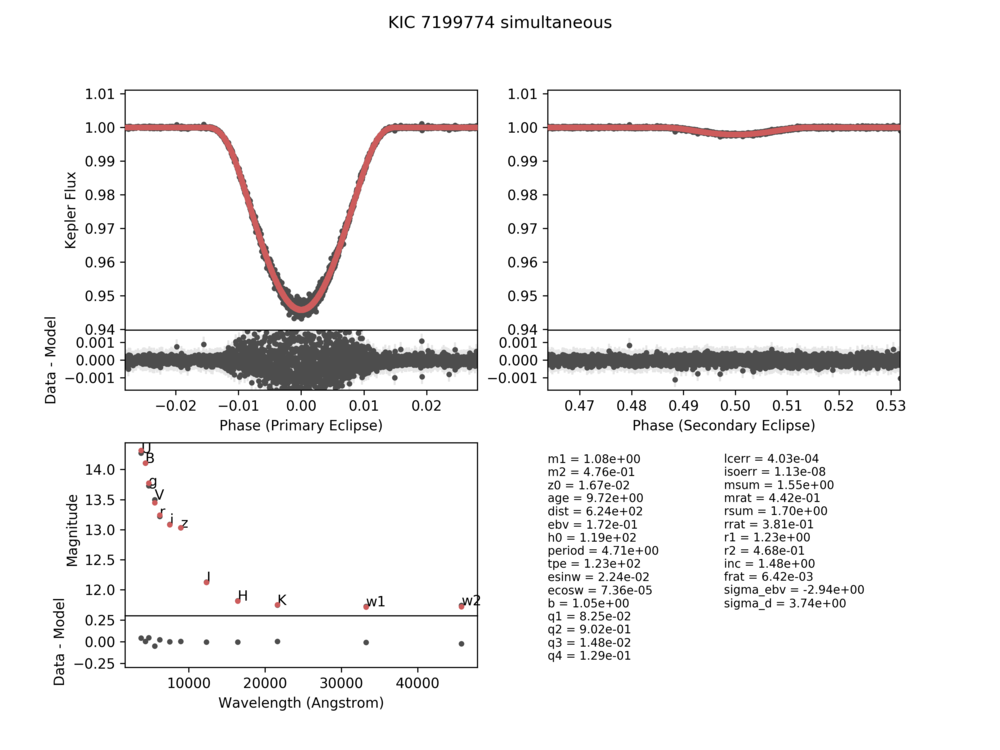 KIC 7199774 simultaneous
1.01
1.00
0.99
0.98
0.97
0.96
0.95
0.94
Kepler Flux
0.001
0.000
−0.001
Data - Model
−0.02
−0.01
0.00
0.01
0.02
Phase (Primary Eclipse)
1.01
1.00
0.99
0.98
0.97
0.96
0.95
0.94
0.001
0.000
−0.001
0.47
0.48
0.49
0.50
0.51
0.52
0.53
Phase (Secondary Eclipse)
14.0
13.5
13.0
12.5
12.0
Magnitude
U
B
g
V
r
i
z
J
H
K
w1
w2
0.25
0.00
−0.25
Data - Model
10000
20000
30000
40000
Wavelength (Angstrom)
m1 = 1.08e+00
m2 = 4.76e-01
z0 = 1.67e-02
age = 9.72e+00
dist = 6.24e+02
ebv = 1.72e-01
h0 = 1.19e+02
period = 4.71e+00
tpe = 1.23e+02
esinw = 2.24e-02
ecosw = 7.36e-05
b = 1.05e+00
q1 = 8.25e-02
q2 = 9.02e-01
q3 = 1.48e-02
q4 = 1.29e-01
lcerr = 4.03e-04
isoerr = 1.13e-08
msum = 1.55e+00
mrat = 4.42e-01
rsum = 1.70e+00
rrat = 3.81e-01
r1 = 1.23e+00
r2 = 4.68e-01
inc = 1.48e+00
frat = 6.42e-03
sigma_ebv = -2.94e+00
sigma_d = 3.74e+00